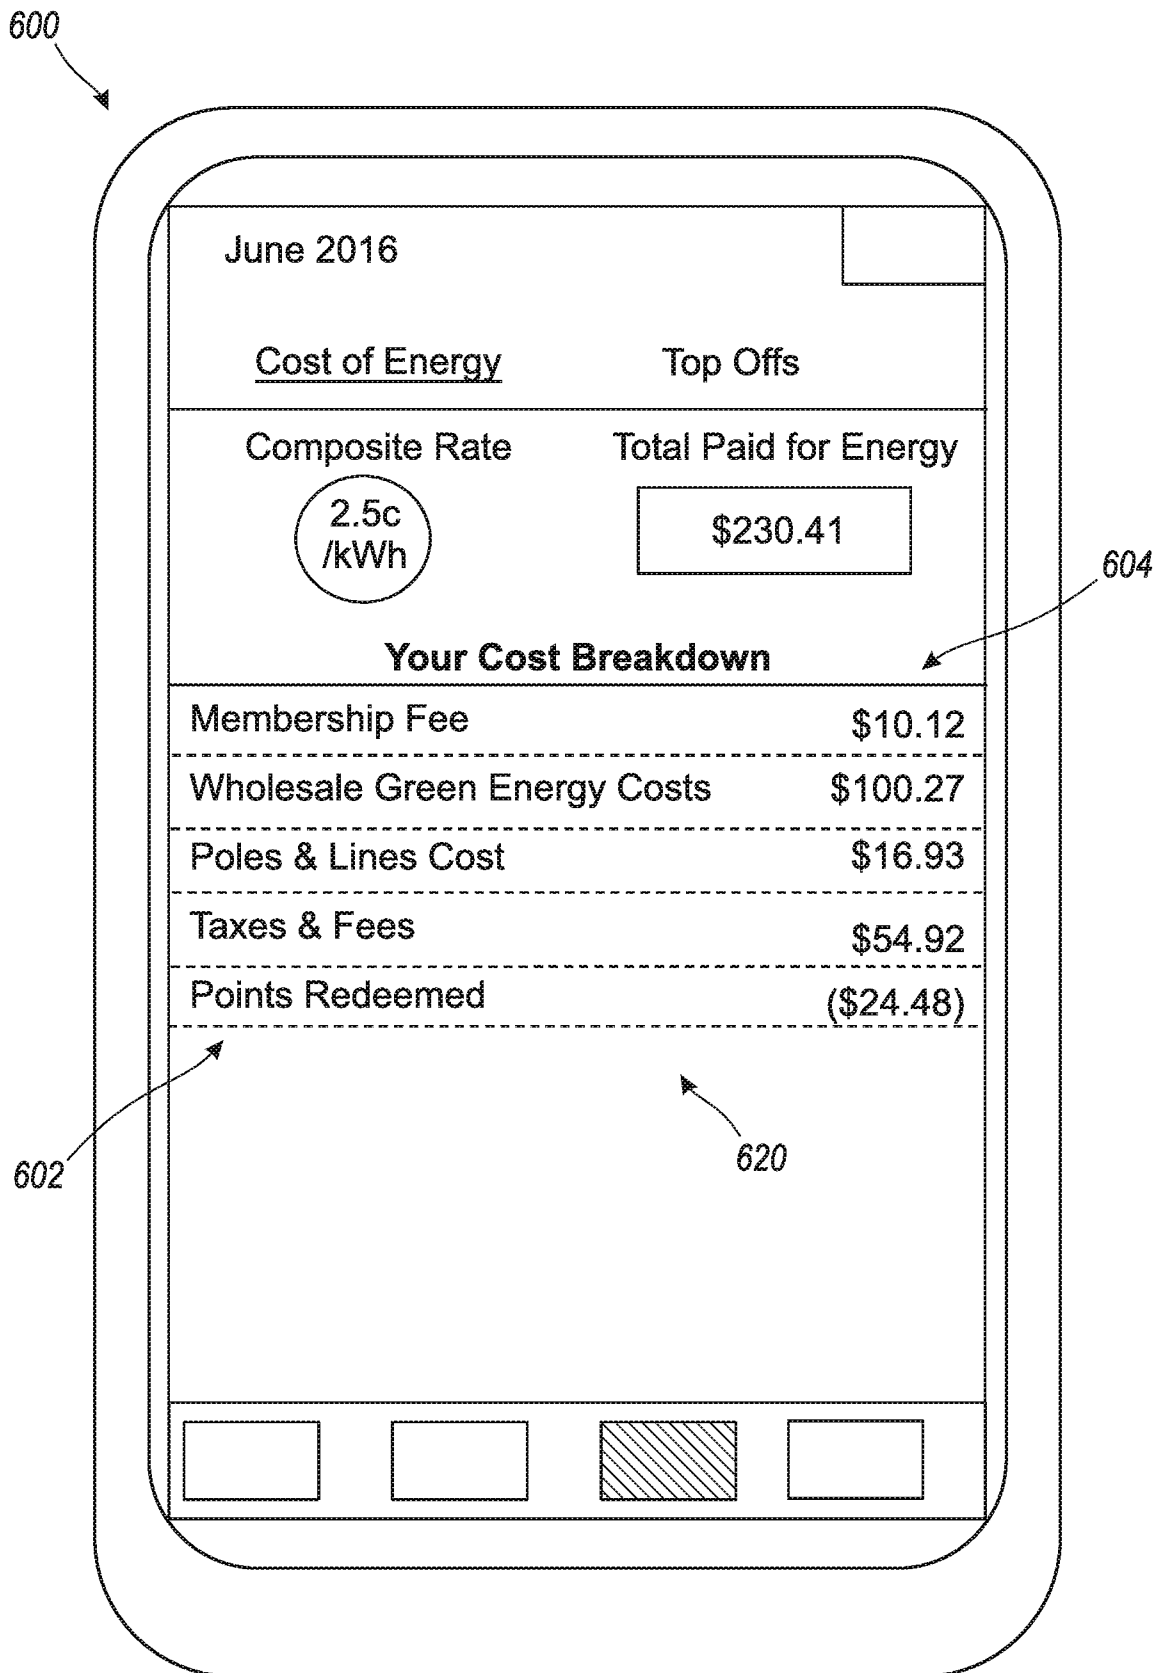 600
June 2016
Cost of Energy Top Offs
Composite Rate Total Paid for Energy
2.5c
/kWh
$230.41
604
Your Cost Breakdown
Membership Fee $10.12
Wholesale Green Energy Costs $100.27
Poles & Lines Cost $16.93
Taxes & Fees $54.92
Points Redeemed ($24.48)
602
620